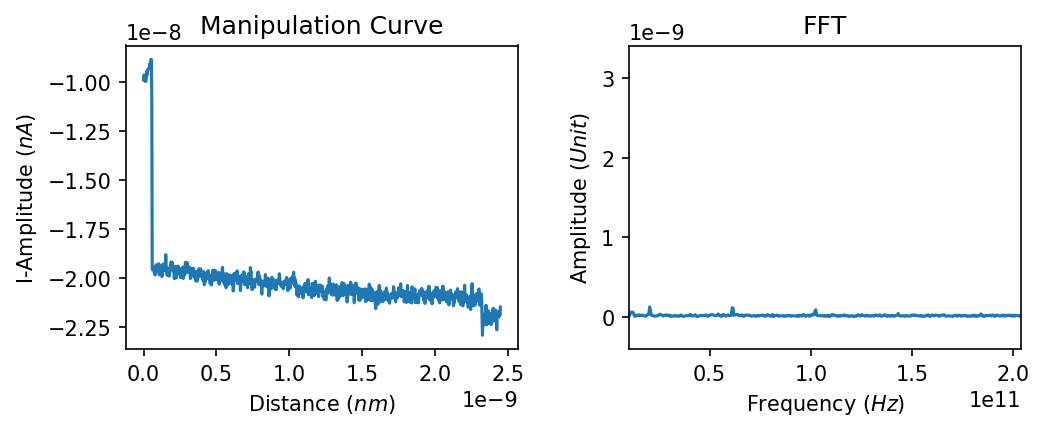 Manipulation Curve
1e−8
−1.00
−1.25
−1.50
−1.75
−2.00
−2.25
I-Amplitude (nA)
0.0 0.5 1.0 1.5 2.0 2.5
1e−9
Distance (nm)
FFT
1e−9
3
2
1
0
Amplitude (Unit)
0.5 1.0 1.5 2.0
1e11
Frequency (Hz)